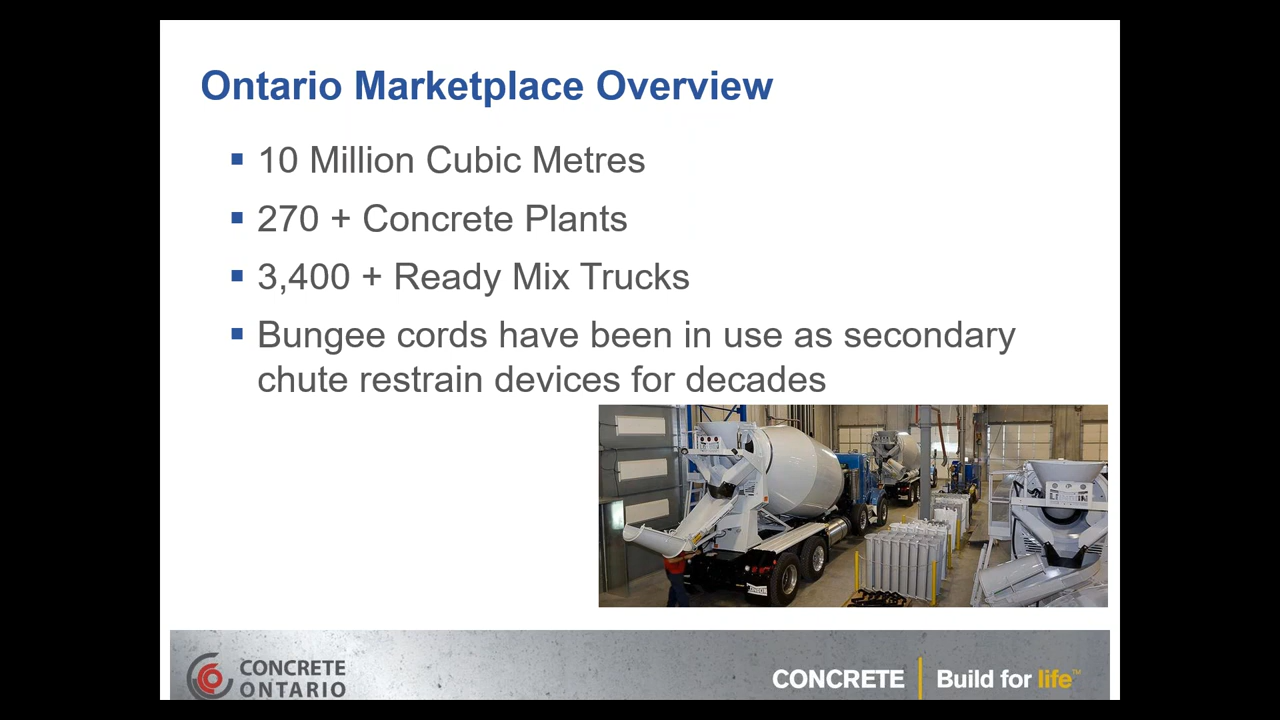 Ontario Marketplace Overview
10 Million Cubic Metres
270 + Concrete Plants
3,400 + Ready Mix Trucks
Bungee cords have been in use as secondary
chute restrain devices for decades
CONCRETE
ONTARIO
CONCRETE | Build for life™